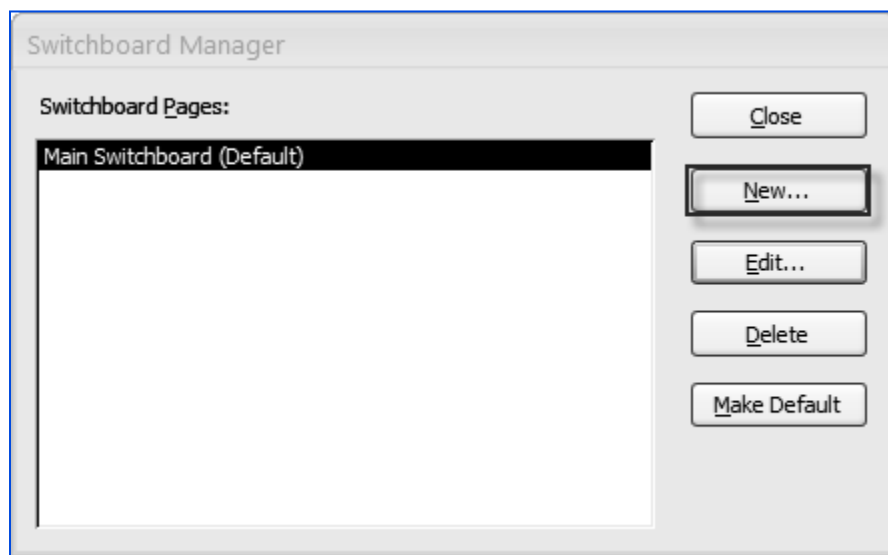 Switchboard Manager
Switchboard Pages:
Main Switchboard (Default)
Close
New...
Edit...
Delete
Make Default